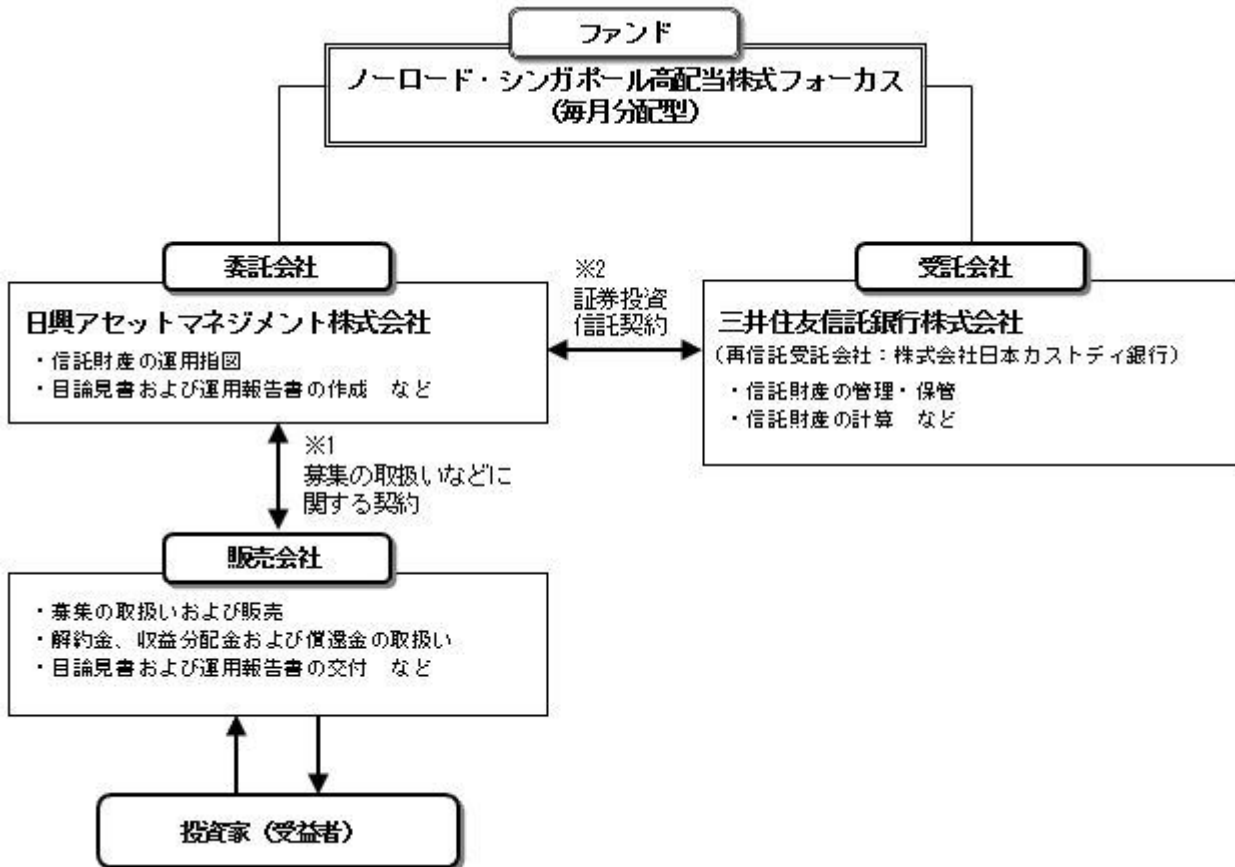 ファンド
ノーロード・シンガポール高配当株式フォーカス
(毎月分配型)
委託会社
日興アセットマネジメント株式会社
・信託財産の運用指図
・目論見書および運用報告書の作成　など
※2
証券投資
信託契約
受託会社
三井住友信託銀行株式会社
(再信託受託会社：株式会社日本カストディ銀行)
・信託財産の管理・保管
・信託財産の計算　など
※1
募集の取扱いなどに
関する契約
販売会社
・募集の取扱いおよび販売
・解約金、収益分配金および償還金の取扱い
・目論見書および運用報告書の交付　など
投資家（受益者）